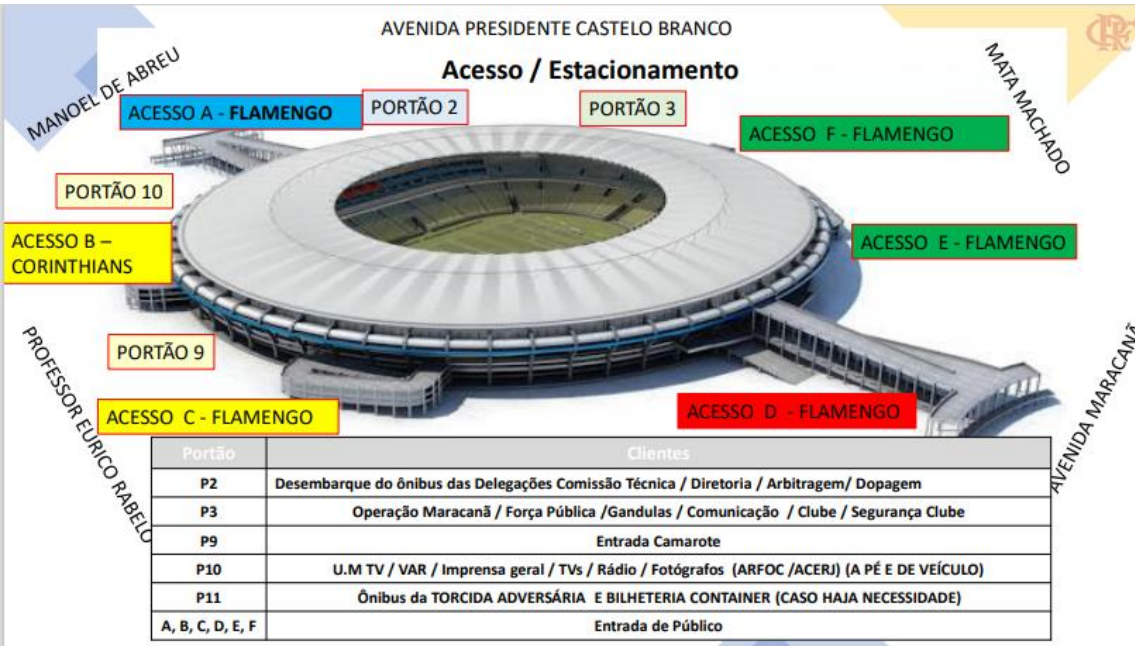 AVENIDA PRESIDENTE CASTELO BRANCO
Acesso / Estacionamento
MANOEL DE ABREU
MATA MACHADO
ACESSO A - FLAMENGO
PORTÃO 2
PORTÃO 3
ACESSO F - FLAMENGO
PORTÃO 10
ACESSO B –
CORINTHIANS
ACESSO E - FLAMENGO
PORTÃO 9
PROFESSOR EURICO RABELO
AVENIDA MARACANÃ
ACESSO C - FLAMENGO
ACESSO D - FLAMENGO
Portão Clientes
P2 Desembarque do ônibus das Delegações Comissão Técnica / Diretoria / Arbitragem/ Dopagem
P3 Operação Maracanã / Força Pública /Gandulas / Comunicação / Clube / Segurança Clube
P9 Entrada Camarote
P10 U.M TV / VAR / Imprensa geral / TVs / Rádio / Fotógrafos (ARFOC /ACERJ) (A PÉ E DE VEÍCULO)
P11 Ônibus da TORCIDA ADVERSÁRIA E BILHETERIA CONTAINER (CASO HAJA NECESSIDADE)
A, B, C, D, E, F Entrada de Público